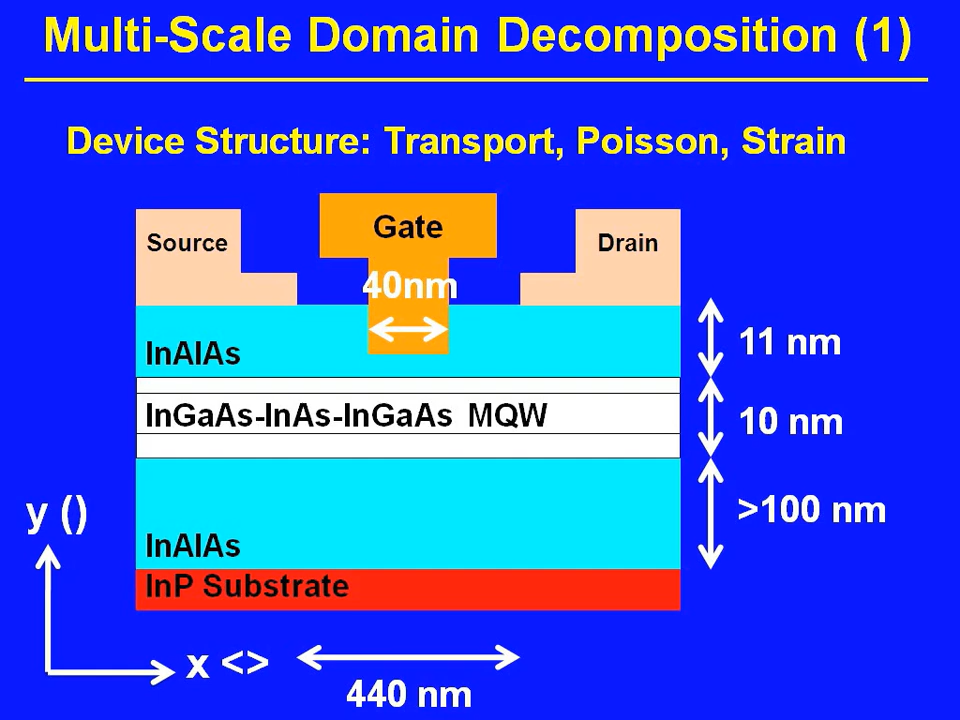 Multi-Scale Domain Decomposition (1)
Device Structure: Transport, Poisson, Strain
Source
Gate
Drain
40nm
InAlAs
11 nm
InGaAs-InAs-InGaAs MQW
10 nm
y ()
>100 nm
InAlAs
InP Substrate
x <>
440 nm